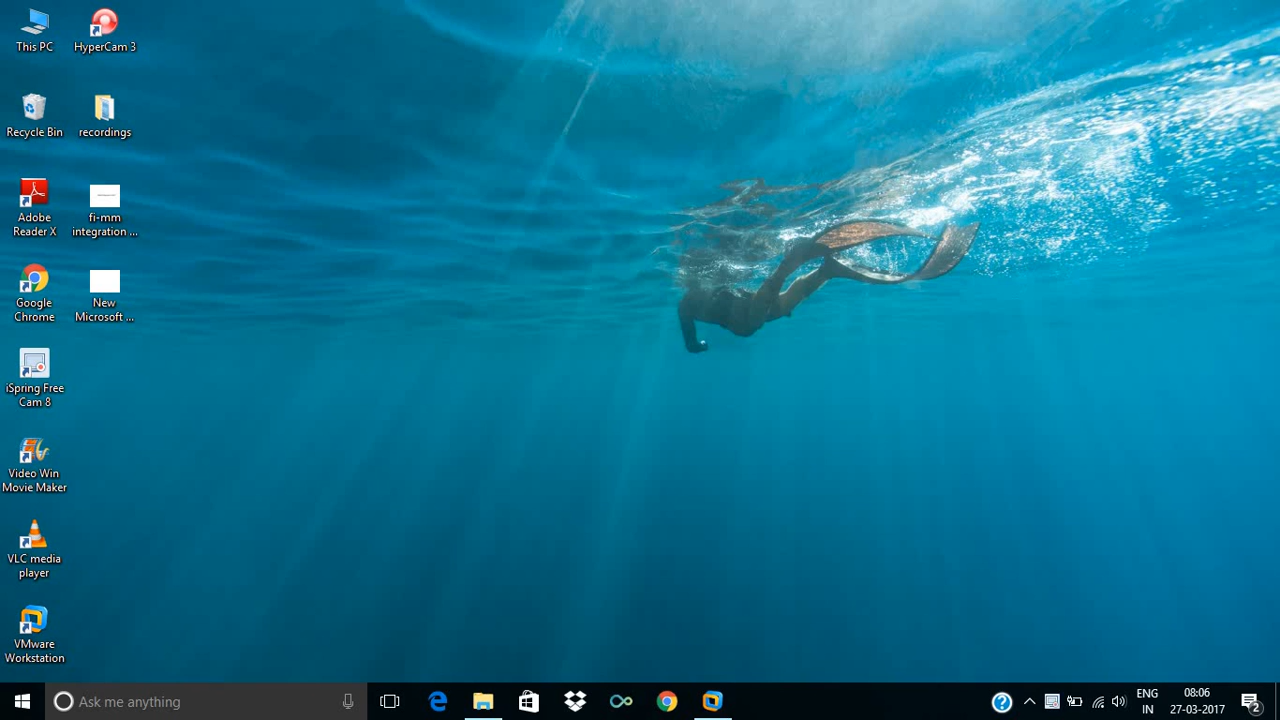 This PC
HyperCam 3
Recycle Bin
recordings
Adobe
Reader X
fi-mm
integration ...
Google
Chrome
New
Microsoft ...
iSpring Free
Cam 8
Video Win
Movie Maker
VLC media
player
VMware
Workstation
Ask me anything
ENG
IN
08:06
27-03-2017
2